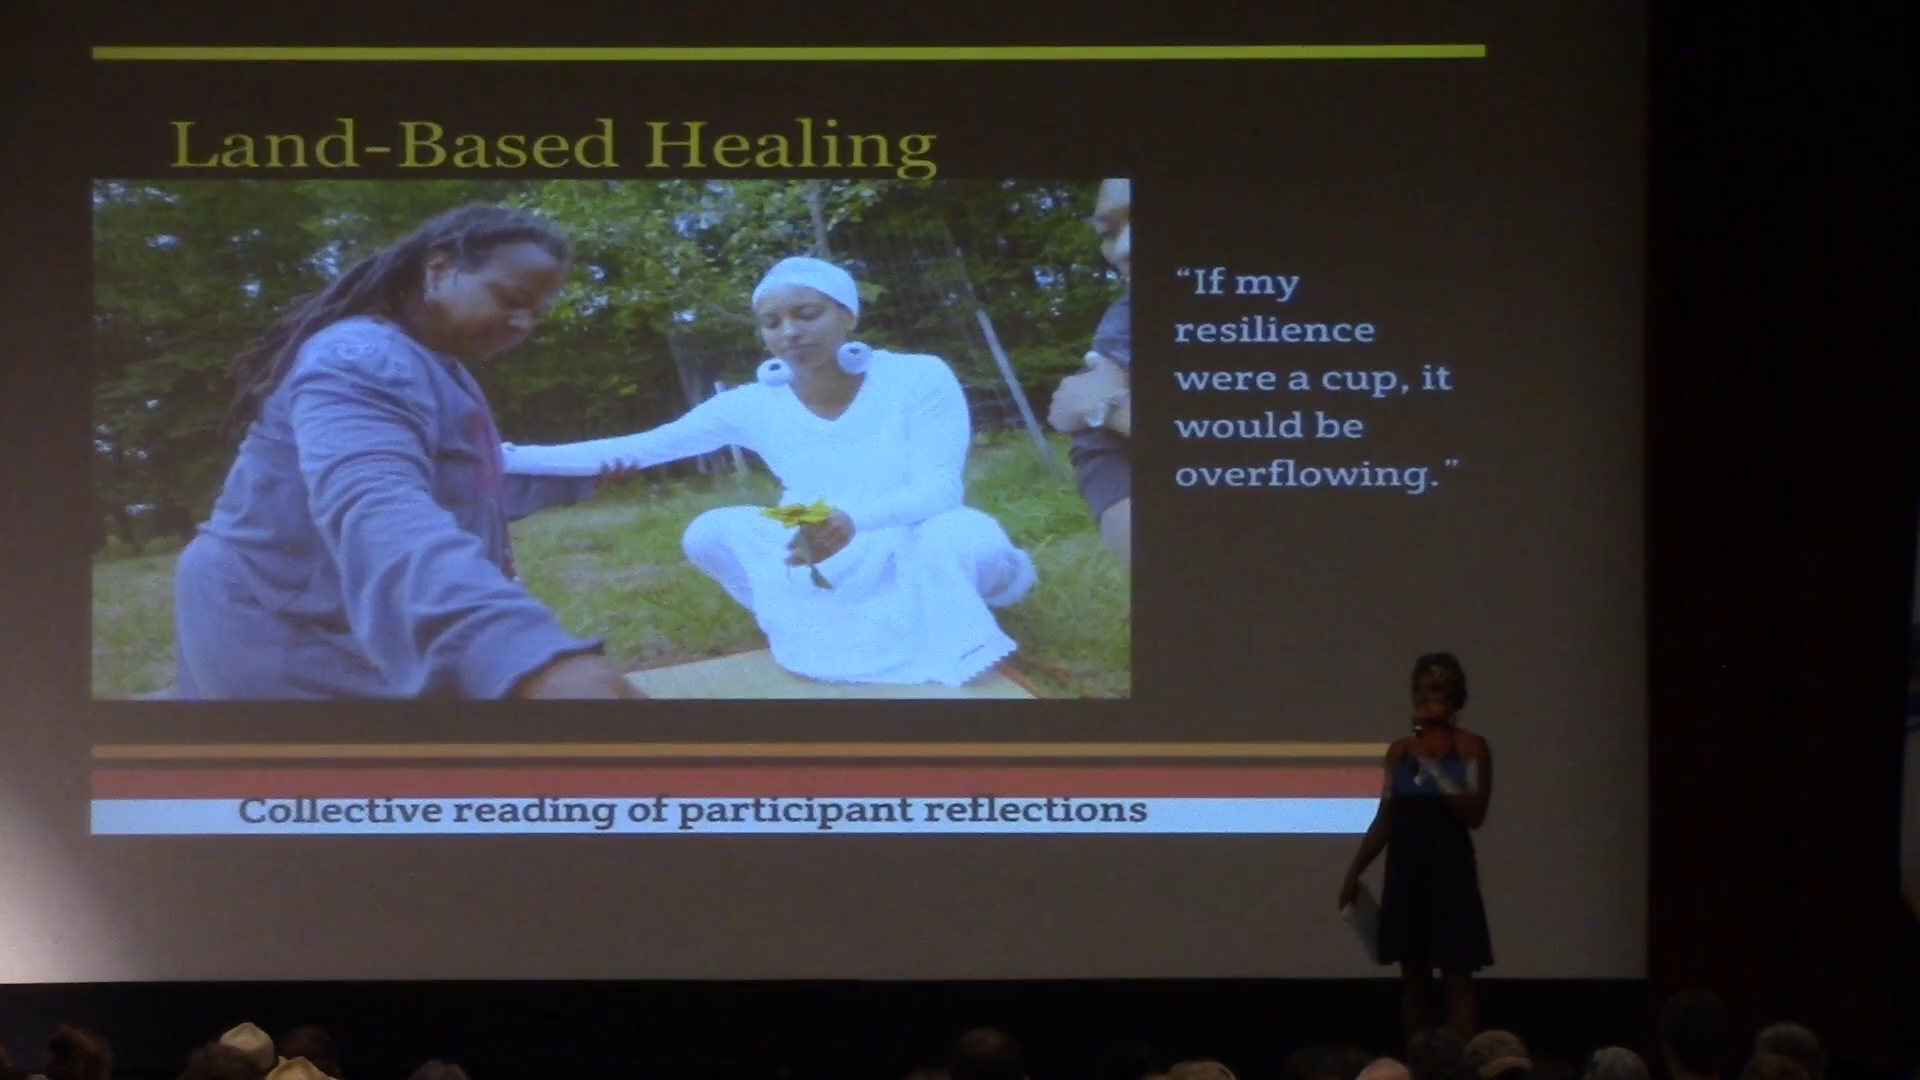 Land-Based Healing
“If my
resilience
were a cup, it
would be
overflowing.”
Collective reading of participant reflections